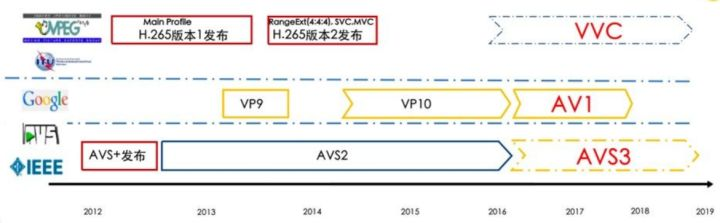 MPEG
Main Profile
H.265版本1发布
RangeExt(4:4:4). SVC.MVC
H.265版本2发布
VVC
ITU
Google
VP9
VP10
AV1
AVS
IEEE
AVS+发布
AVS2
AVS3
2012
2013
2014
2015
2016
2017
2018
2019